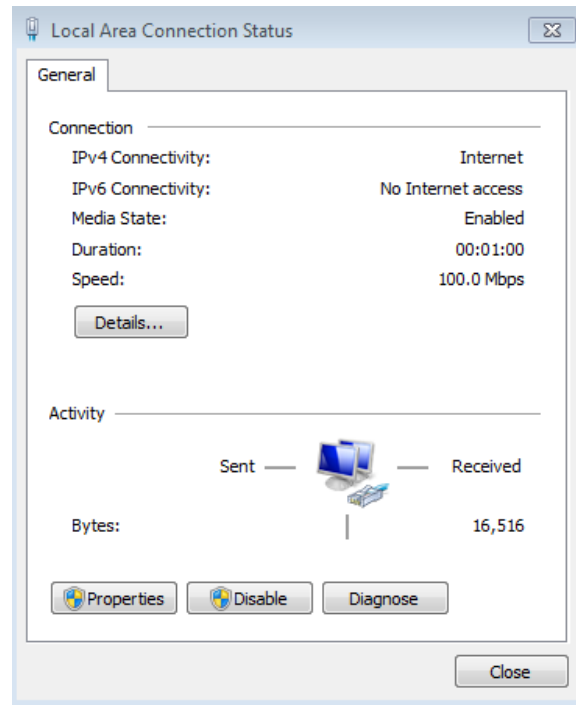 Local Area Connection Status
General
Connection
IPv4 Connectivity: Internet
IPv6 Connectivity: No Internet access
Media State: Enabled
Duration: 00:01:00
Speed: 100.0 Mbps
Details...
Activity
Sent Received
Bytes: 16,516
Properties Disable Diagnose
Close